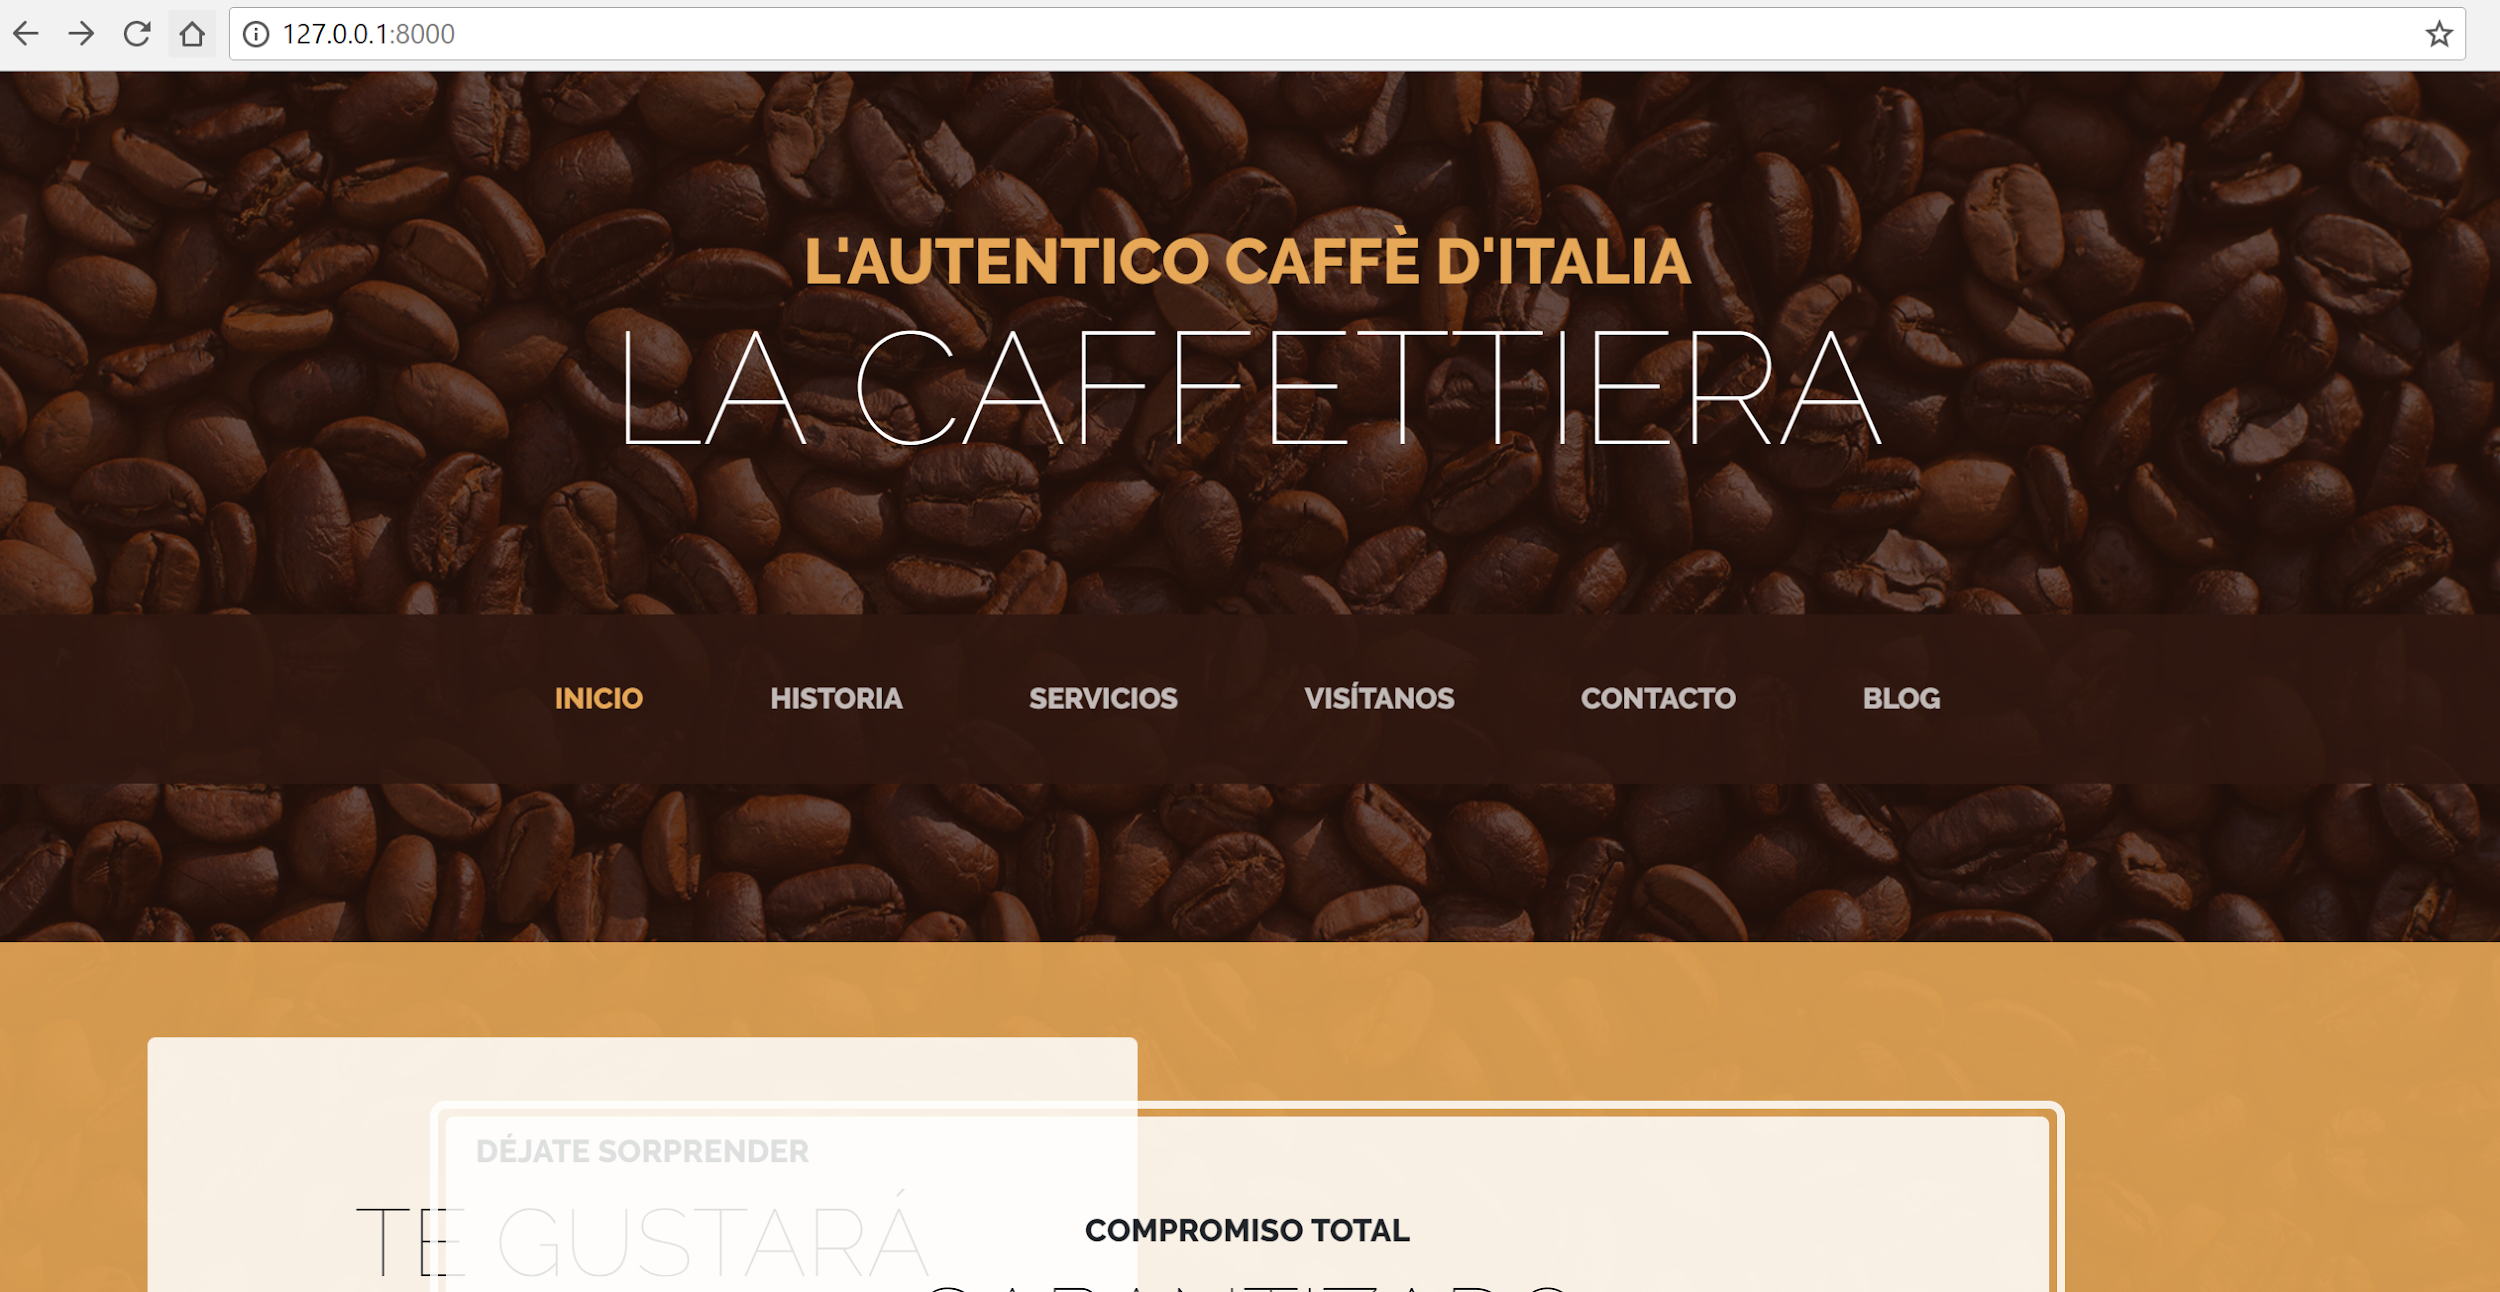 127.0.0.1:8000
L'AUTENTICO CAFFÈ D'ITALIA
LA CAFFETTIERA
INICIO HISTORIA SERVICIOS VISÍTANOS CONTACTO BLOG
DÉJATE SORPRENDER
TE GUSTARÁ
COMPROMISO TOTAL
GARANTIZADO